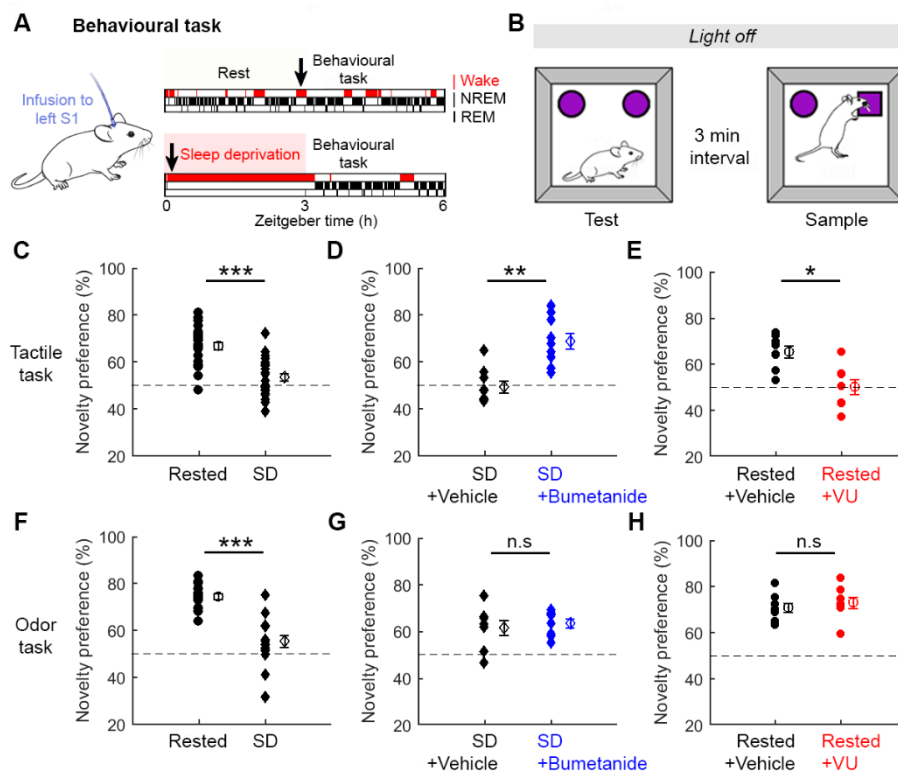 A Behavioural task
Infusion to
left S1
Rest
Behavioural
task
Wake
NREM
REM
Sleep deprivation
Behavioural
task
0 3 6
Zeitgeber time (h)
B
Light off
3 min
interval
Test Sample
C
Tactile
task
Novelty preference (%)
100
80
60
40
20
***
Rested SD
D
Novelty preference (%)
100
80
60
40
20
**
SD SD
+Vehicle +Bumetanide
E
Novelty preference (%)
100
80
60
40
20
*
Rested Rested
+Vehicle +VU
F
Odor
task
Novelty preference (%)
100
80
60
40
20
***
Rested SD
G
Novelty preference (%)
100
80
60
40
20
n.s
SD SD
+Vehicle +Bumetanide
H
Novelty preference (%)
100
80
60
40
20
n.s
Rested Rested
+Vehicle +VU